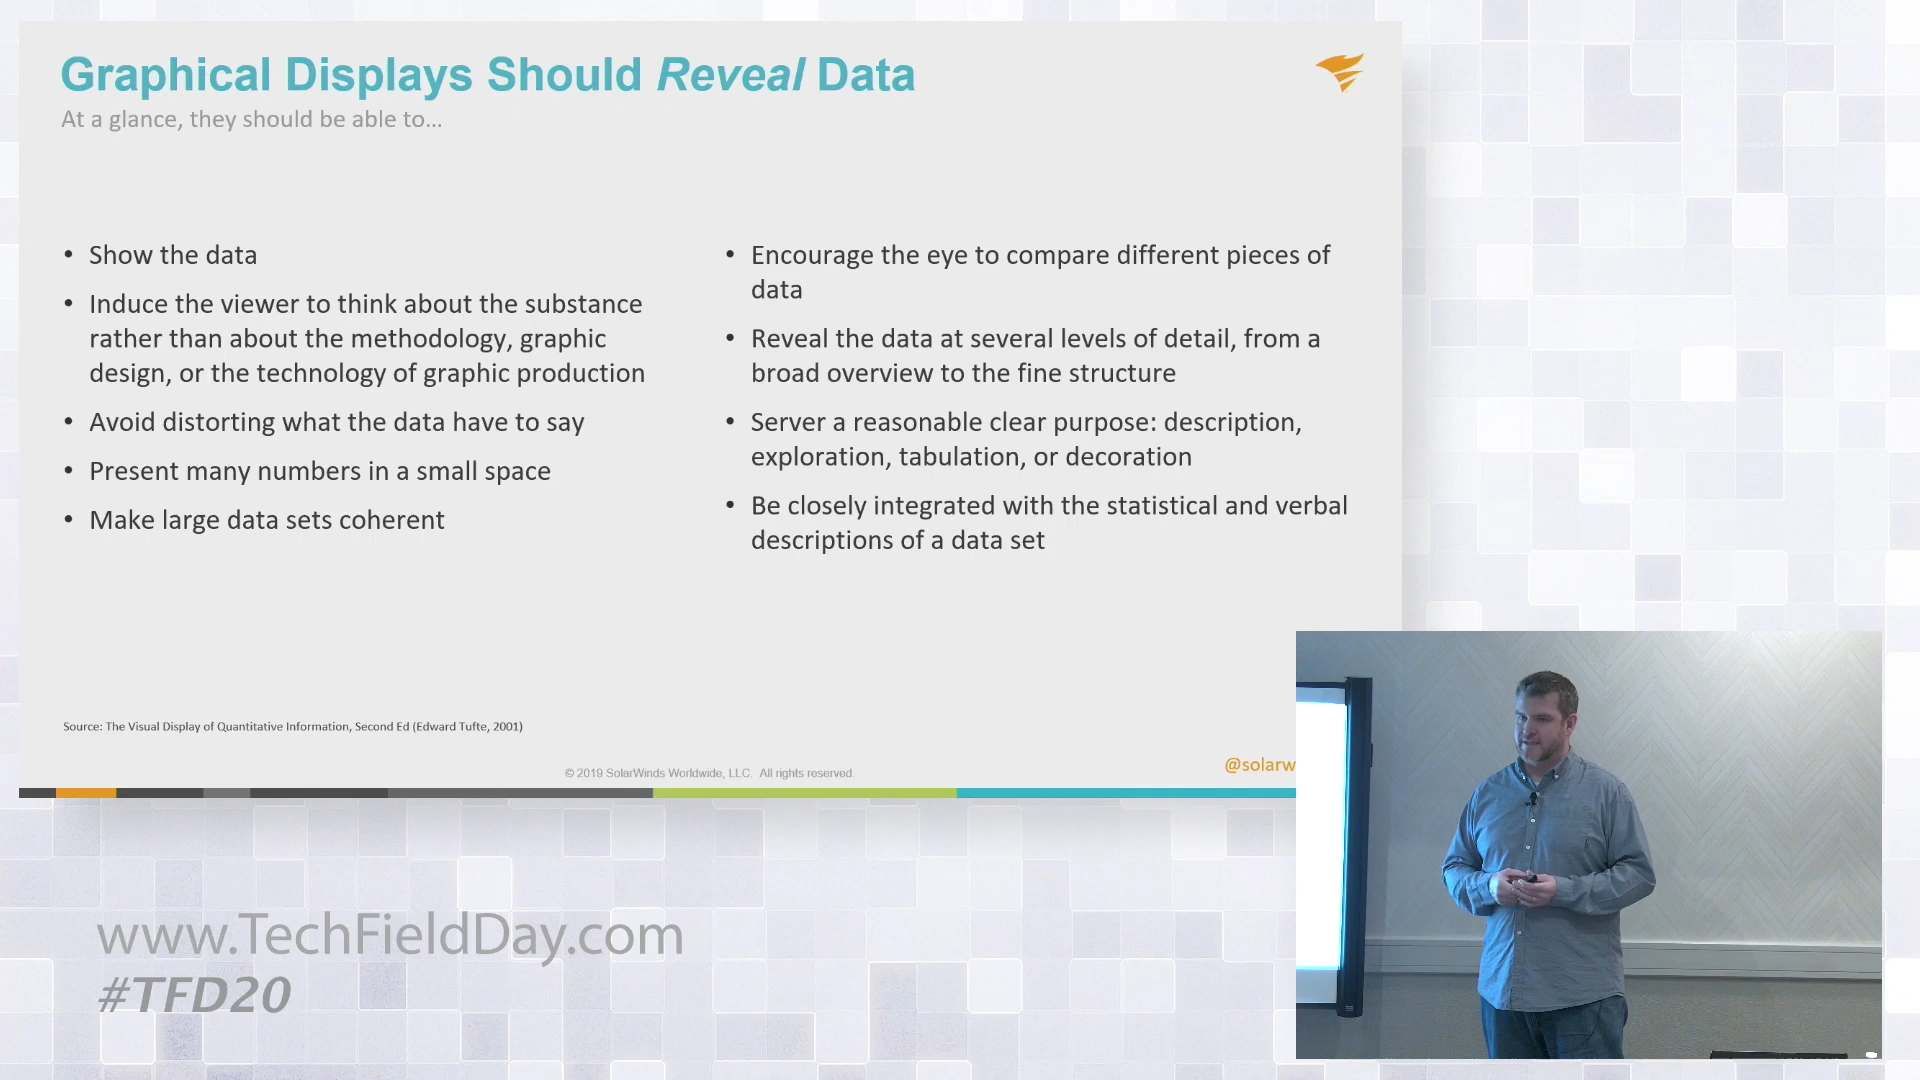 Graphical Displays Should Reveal Data
At a glance, they should be able to...
• Show the data
• Induce the viewer to think about the substance
rather than about the methodology, graphic
design, or the technology of graphic production
• Avoid distorting what the data have to say
• Present many numbers in a small space
• Make large data sets coherent
• Encourage the eye to compare different pieces of
data
• Reveal the data at several levels of detail, from a
broad overview to the fine structure
• Server a reasonable clear purpose: description,
exploration, tabulation, or decoration
• Be closely integrated with the statistical and verbal
descriptions of a data set
Source: The Visual Display of Quantitative Information, Second Ed (Edward Tufte, 2001)
© 2019 SolarWinds Worldwide, LLC. All rights reserved.
@solarw
www.TechFieldDay.com
#TFD20